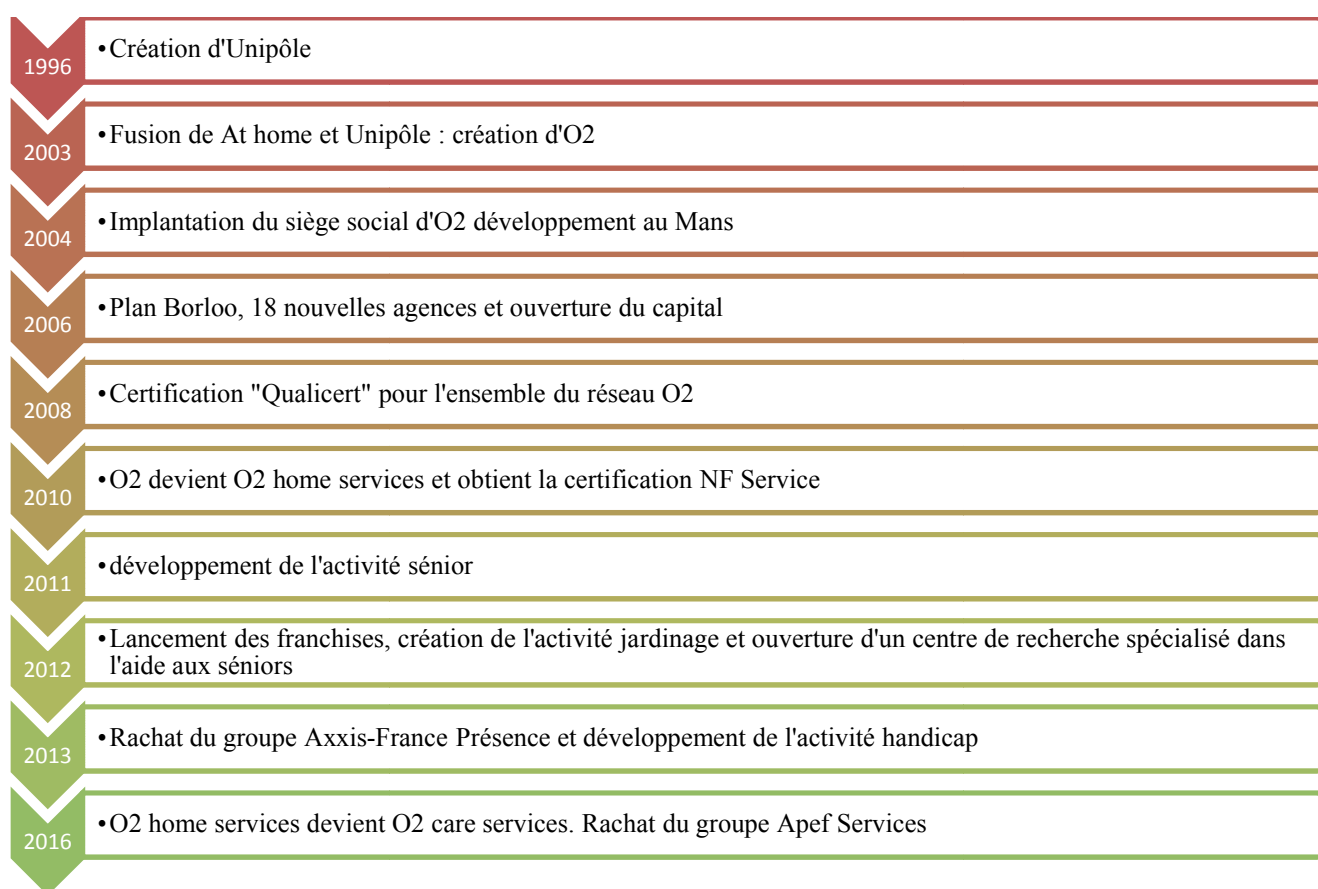 1996
•Création d'Unipôle
2003
•Fusion de At home et Unipôle : création d'O2
2004
•Implantation du siège social d'O2 développement au Mans
2006
•Plan Borloo, 18 nouvelles agences et ouverture du capital
2008
•Certification "Qualicert" pour l'ensemble du réseau O2
2010
•O2 devient O2 home services et obtient la certification NF Service
2011
•développement de l'activité sénior
2012
•Lancement des franchises, création de l'activité jardinage et ouverture d'un centre de recherche spécialisé dans
l'aide aux séniors
2013
•Rachat du groupe Axxis-France Présence et développement de l'activité handicap
2016
•O2 home services devient O2 care services. Rachat du groupe Apef Services